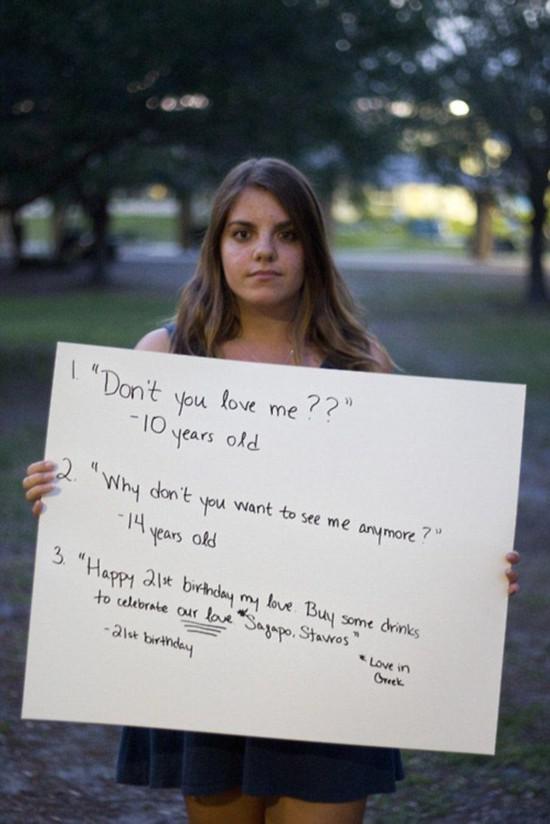 1. "Don't you love me??"
-10 years old
2. "Why don't you want to see me anymore?"
-14 years old
3. "Happy 21st birthday my love. Buy some drinks
to celebrate our love *Sagapo, Stavros"
-21st birthday
*Love in
Greek